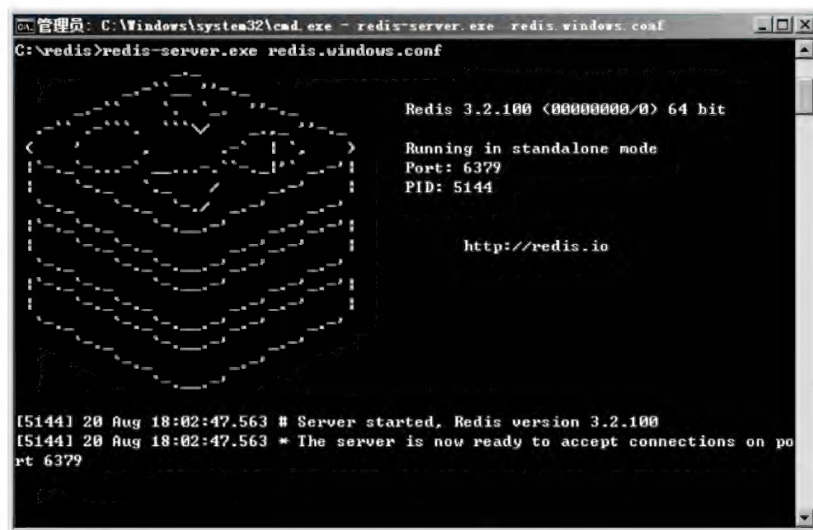 管理员: C:\Windows\system32\cmd.exe - redis-server.exe redis.windows.conf
C:\redis>redis-server.exe redis.windows.conf
Redis 3.2.100 (00000000/0) 64 bit
Running in standalone mode
Port: 6379
PID: 5144
http://redis.io
[5144] 20 Aug 18:02:47.563 # Server started, Redis version 3.2.100
[5144] 20 Aug 18:02:47.563 * The server is now ready to accept connections on po
rt 6379